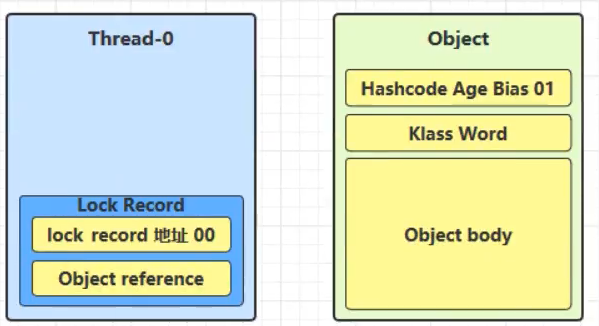 Thread-0
Lock Record
lock record 地址 00
Object reference
Object
Hashcode Age Bias 01
Klass Word
Object body